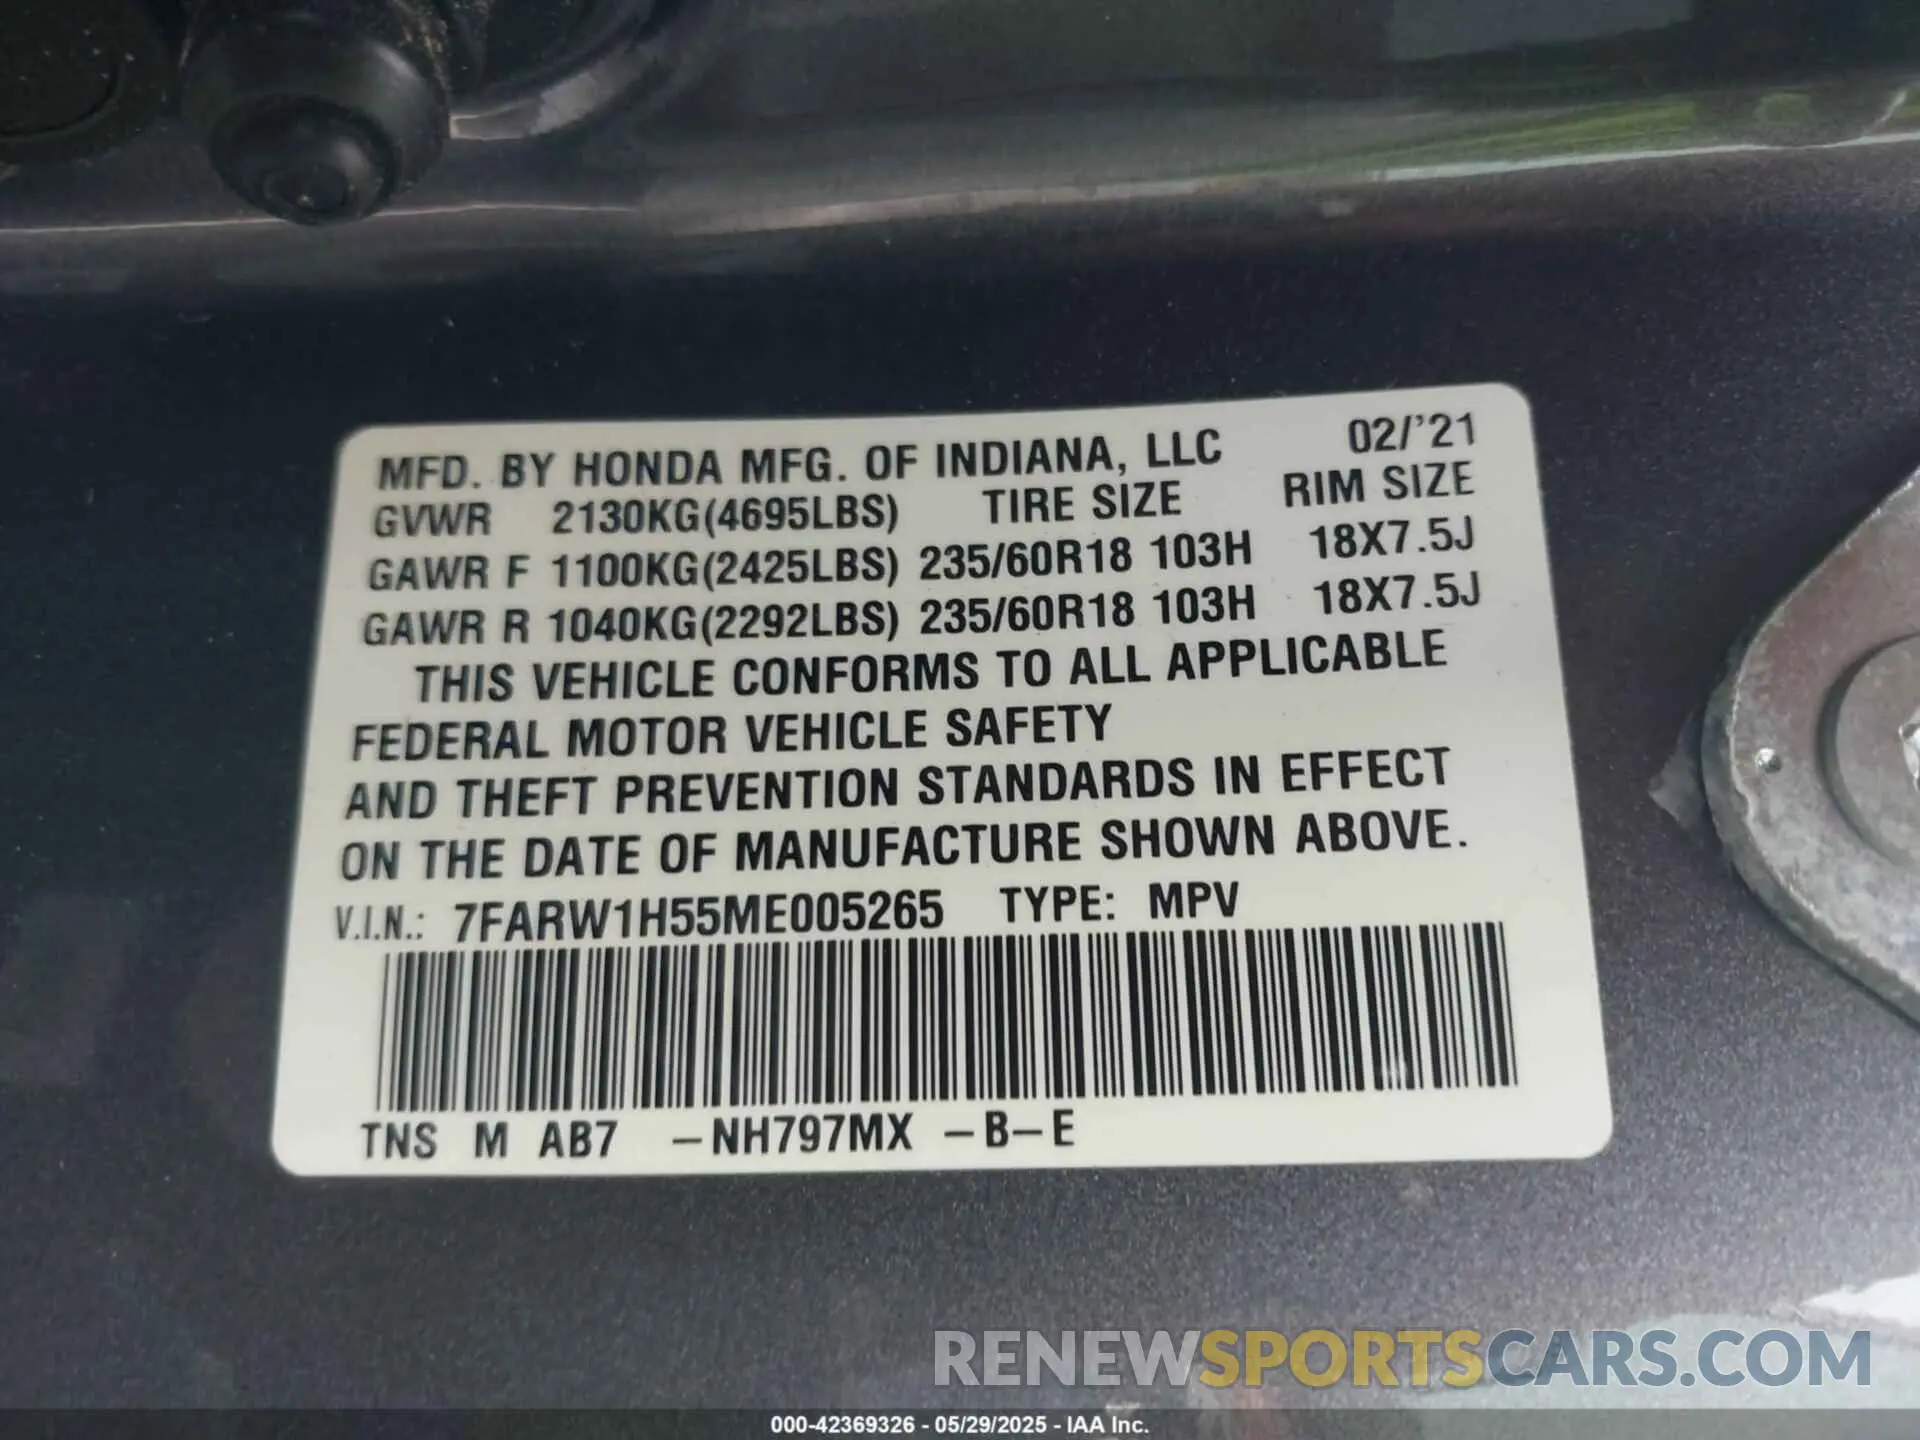 MFD. BY HONDA MFG. OF INDIANA, LLC 02/'21
GVWR 2130KG(4695LBS) TIRE SIZE RIM SIZE
GAWR F 1100KG(2425LBS) 235/60R18 103H 18X7.5J
GAWR R 1040KG(2292LBS) 235/60R18 103H 18X7.5J
THIS VEHICLE CONFORMS TO ALL APPLICABLE
FEDERAL MOTOR VEHICLE SAFETY
AND THEFT PREVENTION STANDARDS IN EFFECT
ON THE DATE OF MANUFACTURE SHOWN ABOVE.
V.I.N.: 7FARW1H55ME005265 TYPE: MPV
TNS M AB7 –NH797MX –B–E
RENEWSPORTSCARS.COM
000-42369326 - 05/29/2025 - IAA Inc.